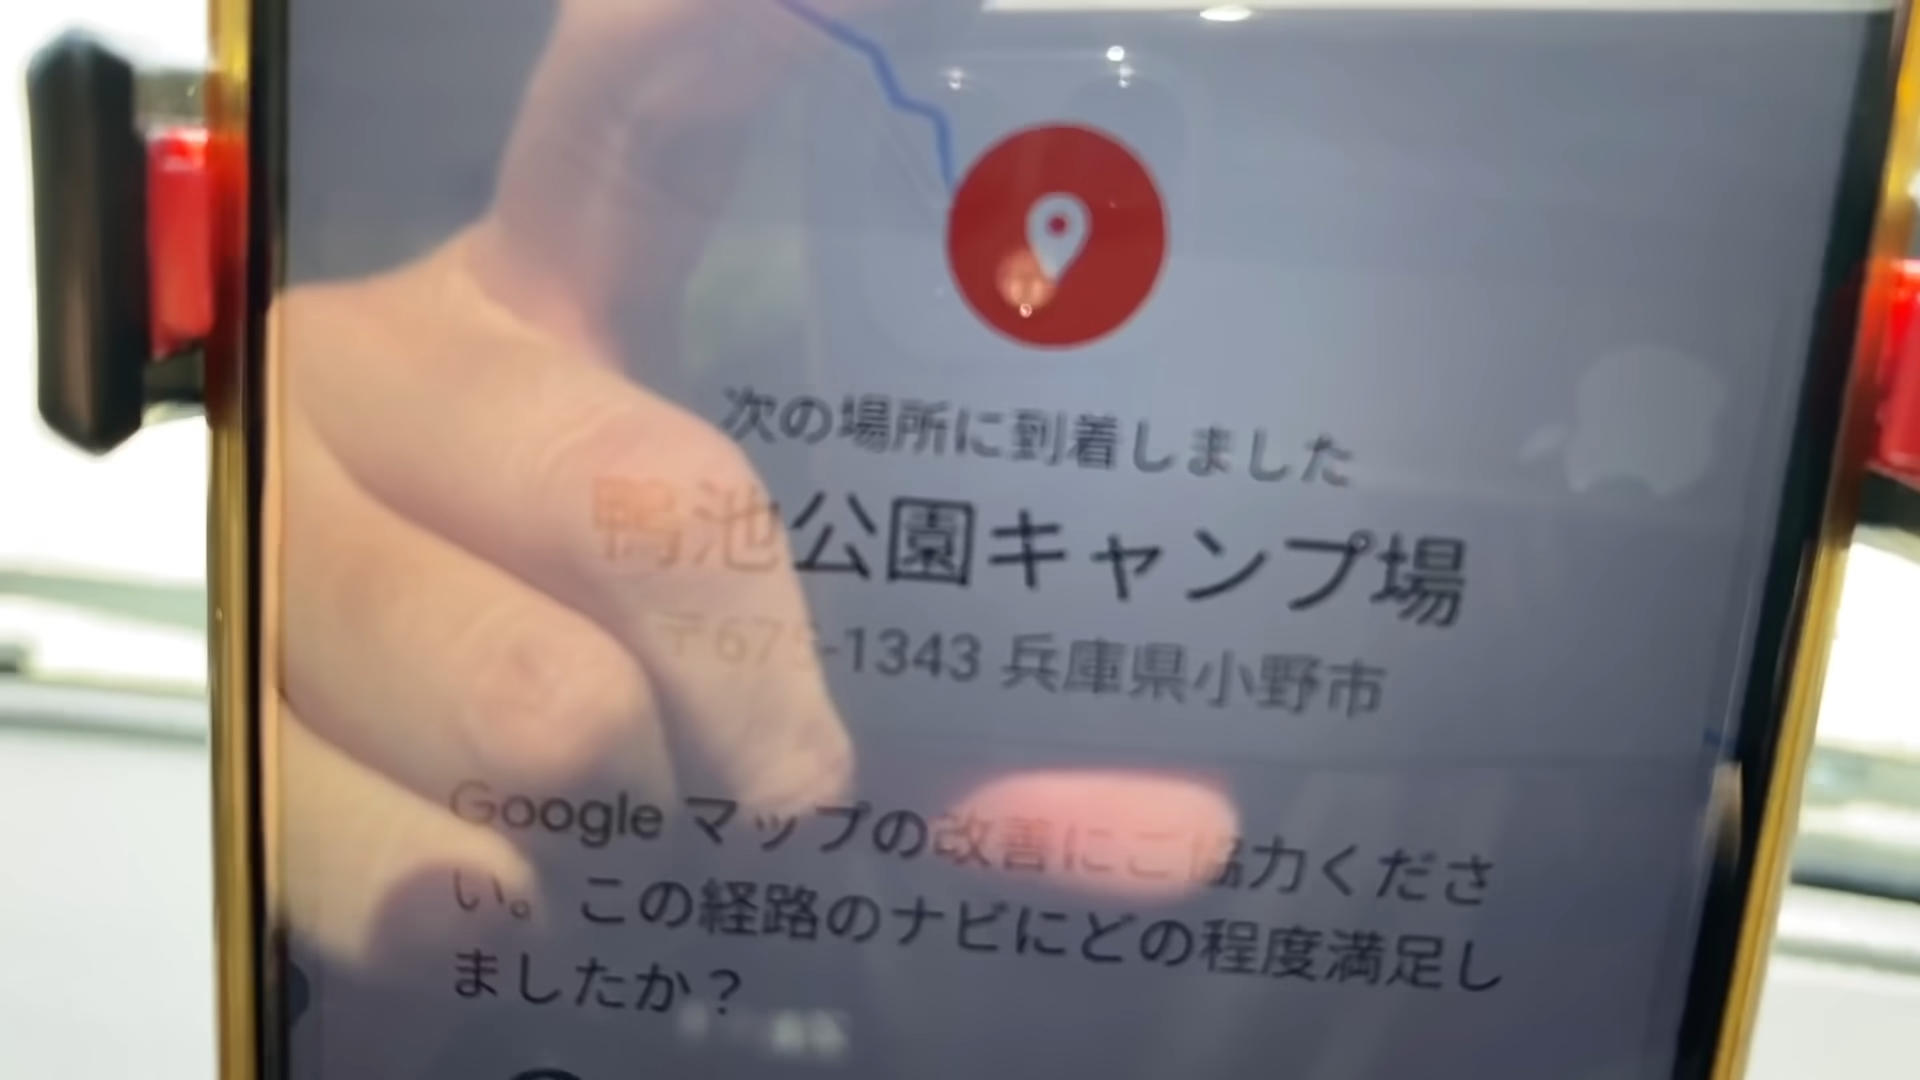 次の場所に到着しました
鴨池公園キャンプ場
〒675-1343 兵庫県小野市
Google マップの改善にご協力くださ
い。この経路のナビにどの程度満足し
ましたか？